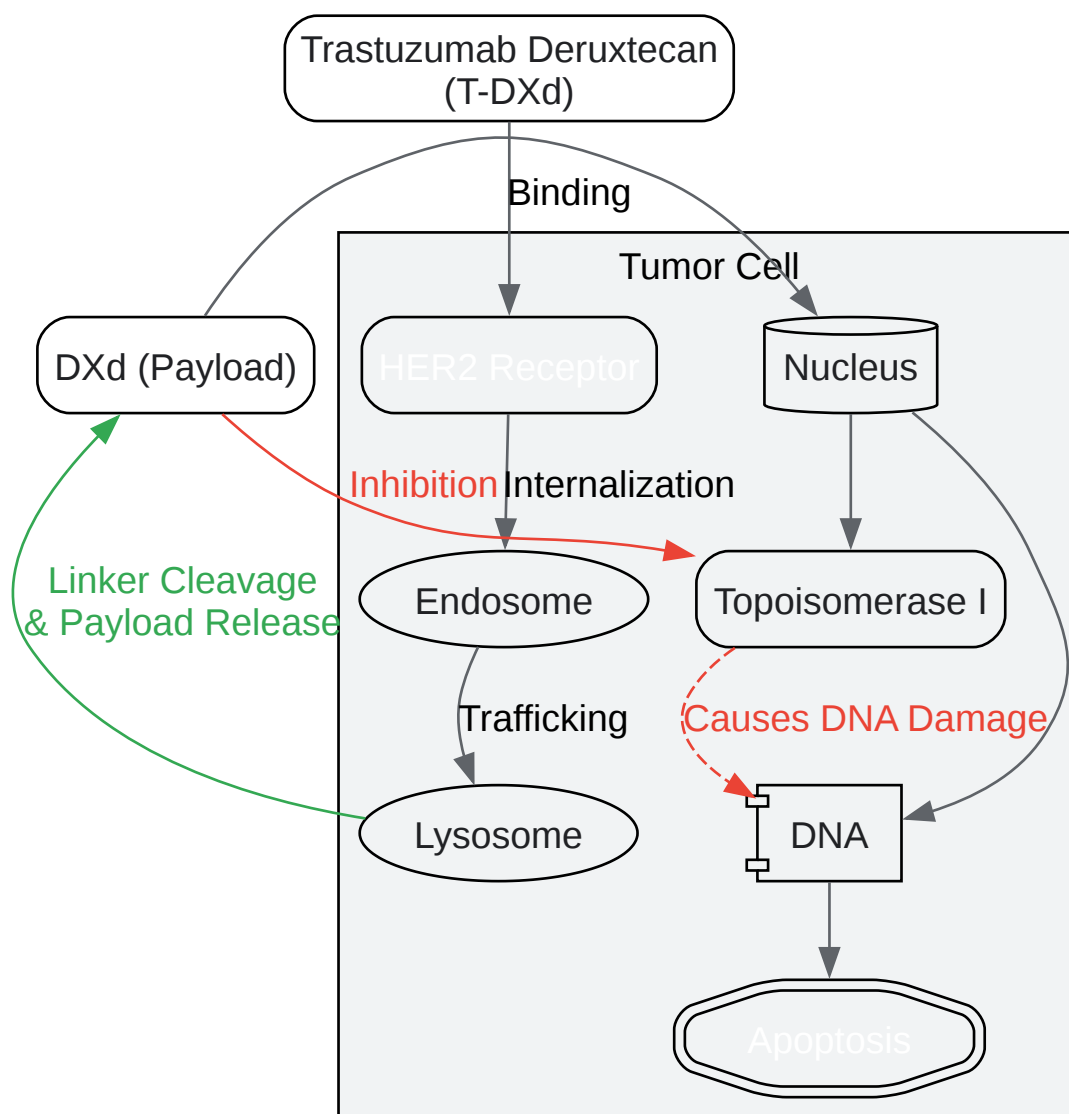 Trastuzumab Deruxtecan
(T-DXd)
Binding
Tumor Cell
DXd (Payload)
HER2 Receptor
Nucleus
Inhibition
Internalization
Linker Cleavage
& Payload Release
Endosome
Topoisomerase I
Trafficking
Causes DNA Damage
Lysosome
DNA
Apoptosis